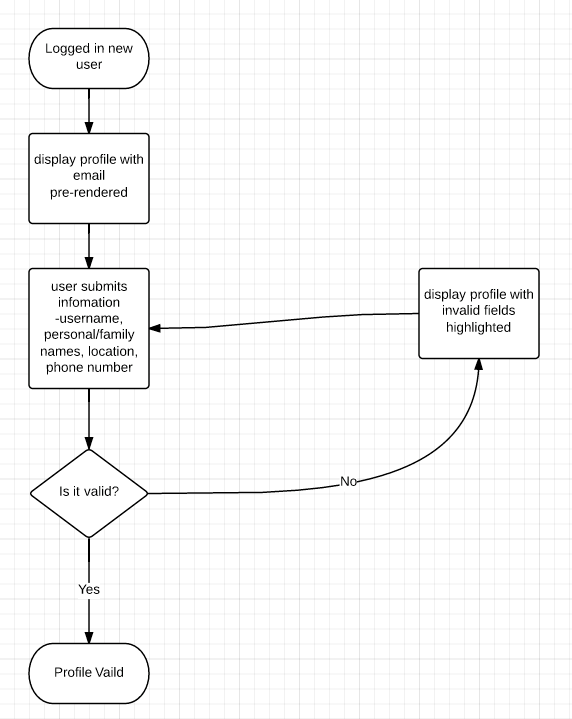 Logged in new
user
display profile with
email
pre-rendered
user submits
infomation
-username,
personal/family
names, location,
phone number
display profile with
invalid fields
highlighted
Is it valid?
No
Yes
Profile Vaild